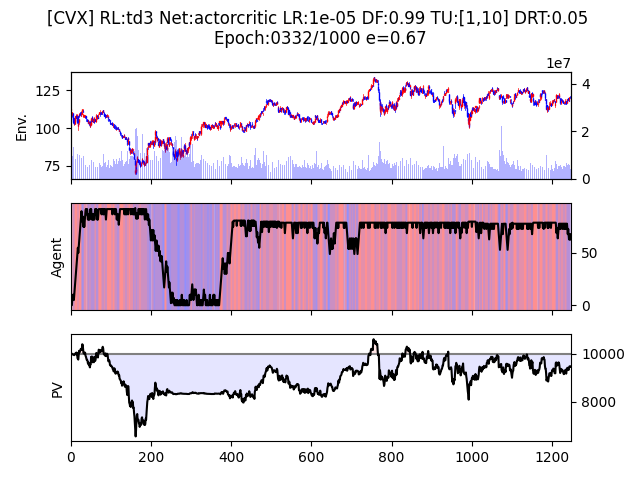 [CVX] RL:td3 Net:actorcritic LR:1e-05 DF:0.99 TU:[1,10] DRT:0.05
Epoch:0332/1000 e=0.67
1e7
Env.
125
100
75
4
2
0
Agent
50
0
PV
10000
8000
0 200 400 600 800 1000 1200